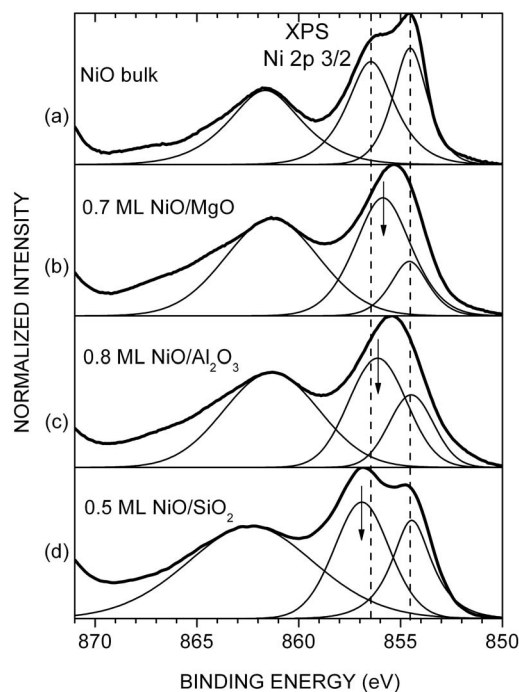 XPS
Ni 2p 3/2
NiO bulk
(a)
0.7 ML NiO/MgO
(b)
0.8 ML NiO/Al₂O₃
(c)
0.5 ML NiO/SiO₂
(d)
NORMALIZED INTENSITY
870 865 860 855 850
BINDING ENERGY (eV)